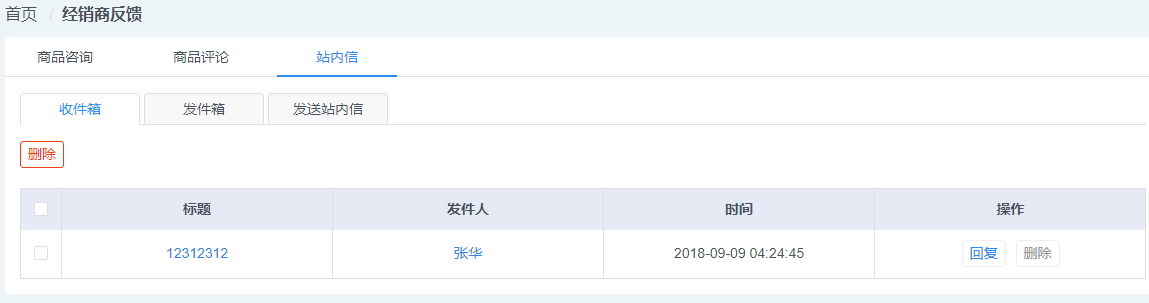 首页 / 经销商反馈
商品咨询 商品评论 站内信
收件箱 发件箱 发送站内信
删除
标题 发件人 时间 操作
12312312 张华 2018-09-09 04:24:45 回复 删除